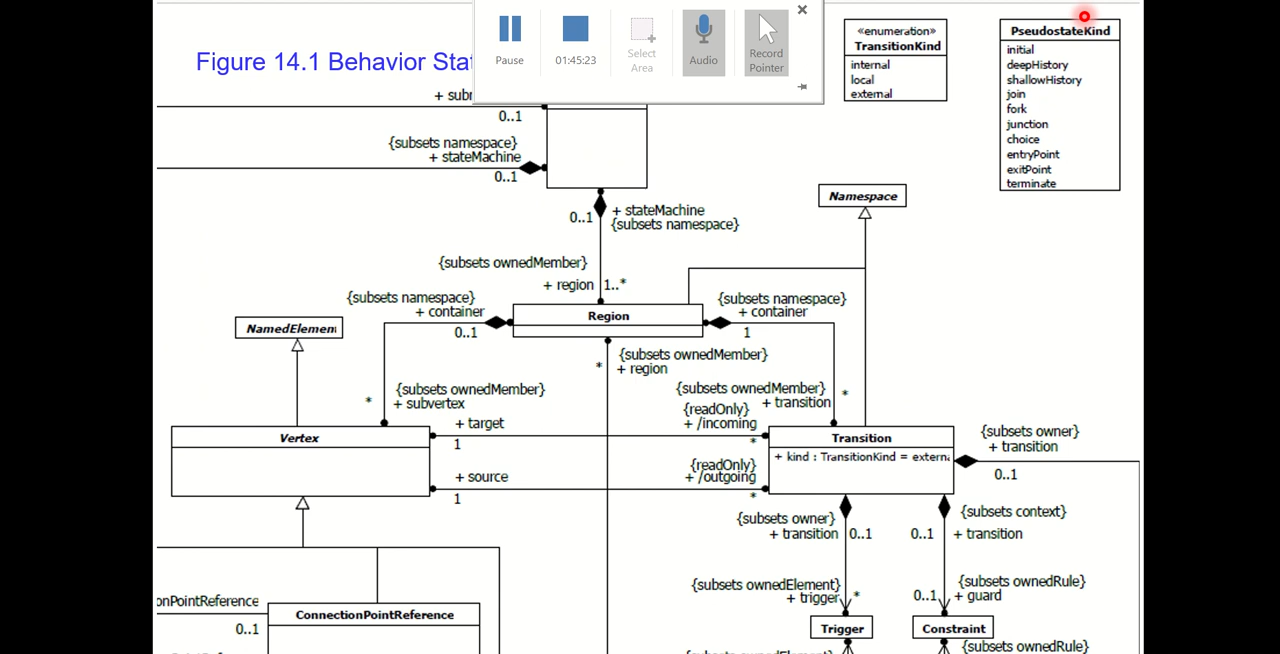 Pause
01:45:23
Select
Area
Audio
Record
Pointer
Figure 14.1 Behavior Sta
«enumeration»
TransitionKind
internal
local
external
PseudostateKind
initial
deepHistory
shallowHistory
join
fork
junction
choice
entryPoint
exitPoint
terminate
0..1
{subsets namespace}
+ stateMachine
0..1
0..1
+ stateMachine
{subsets namespace}
Namespace
{subsets ownedMember}
+ region
1..*
{subsets namespace}
+ container
0..1
Region
{subsets namespace}
+ container
1
NamedElemen
{subsets ownedMember}
+ region
*
{subsets ownedMember}
+ subvertex
*
{subsets ownedMember}
+ transition
*
Vertex
+ target
1
{readOnly}
+ /incoming
*
+ source
1
{readOnly}
+ /outgoing
*
Transition
+ kind : TransitionKind = externa
{subsets owner}
+ transition
0..1
{subsets owner}
+ transition
0..1
{subsets context}
0..1
+ transition
{subsets ownedElement}
+ trigger
*
{subsets ownedRule}
0..1
+ guard
Trigger
Constraint
onPointReference
0..1
ConnectionPointReference
{subsets ownedRule}